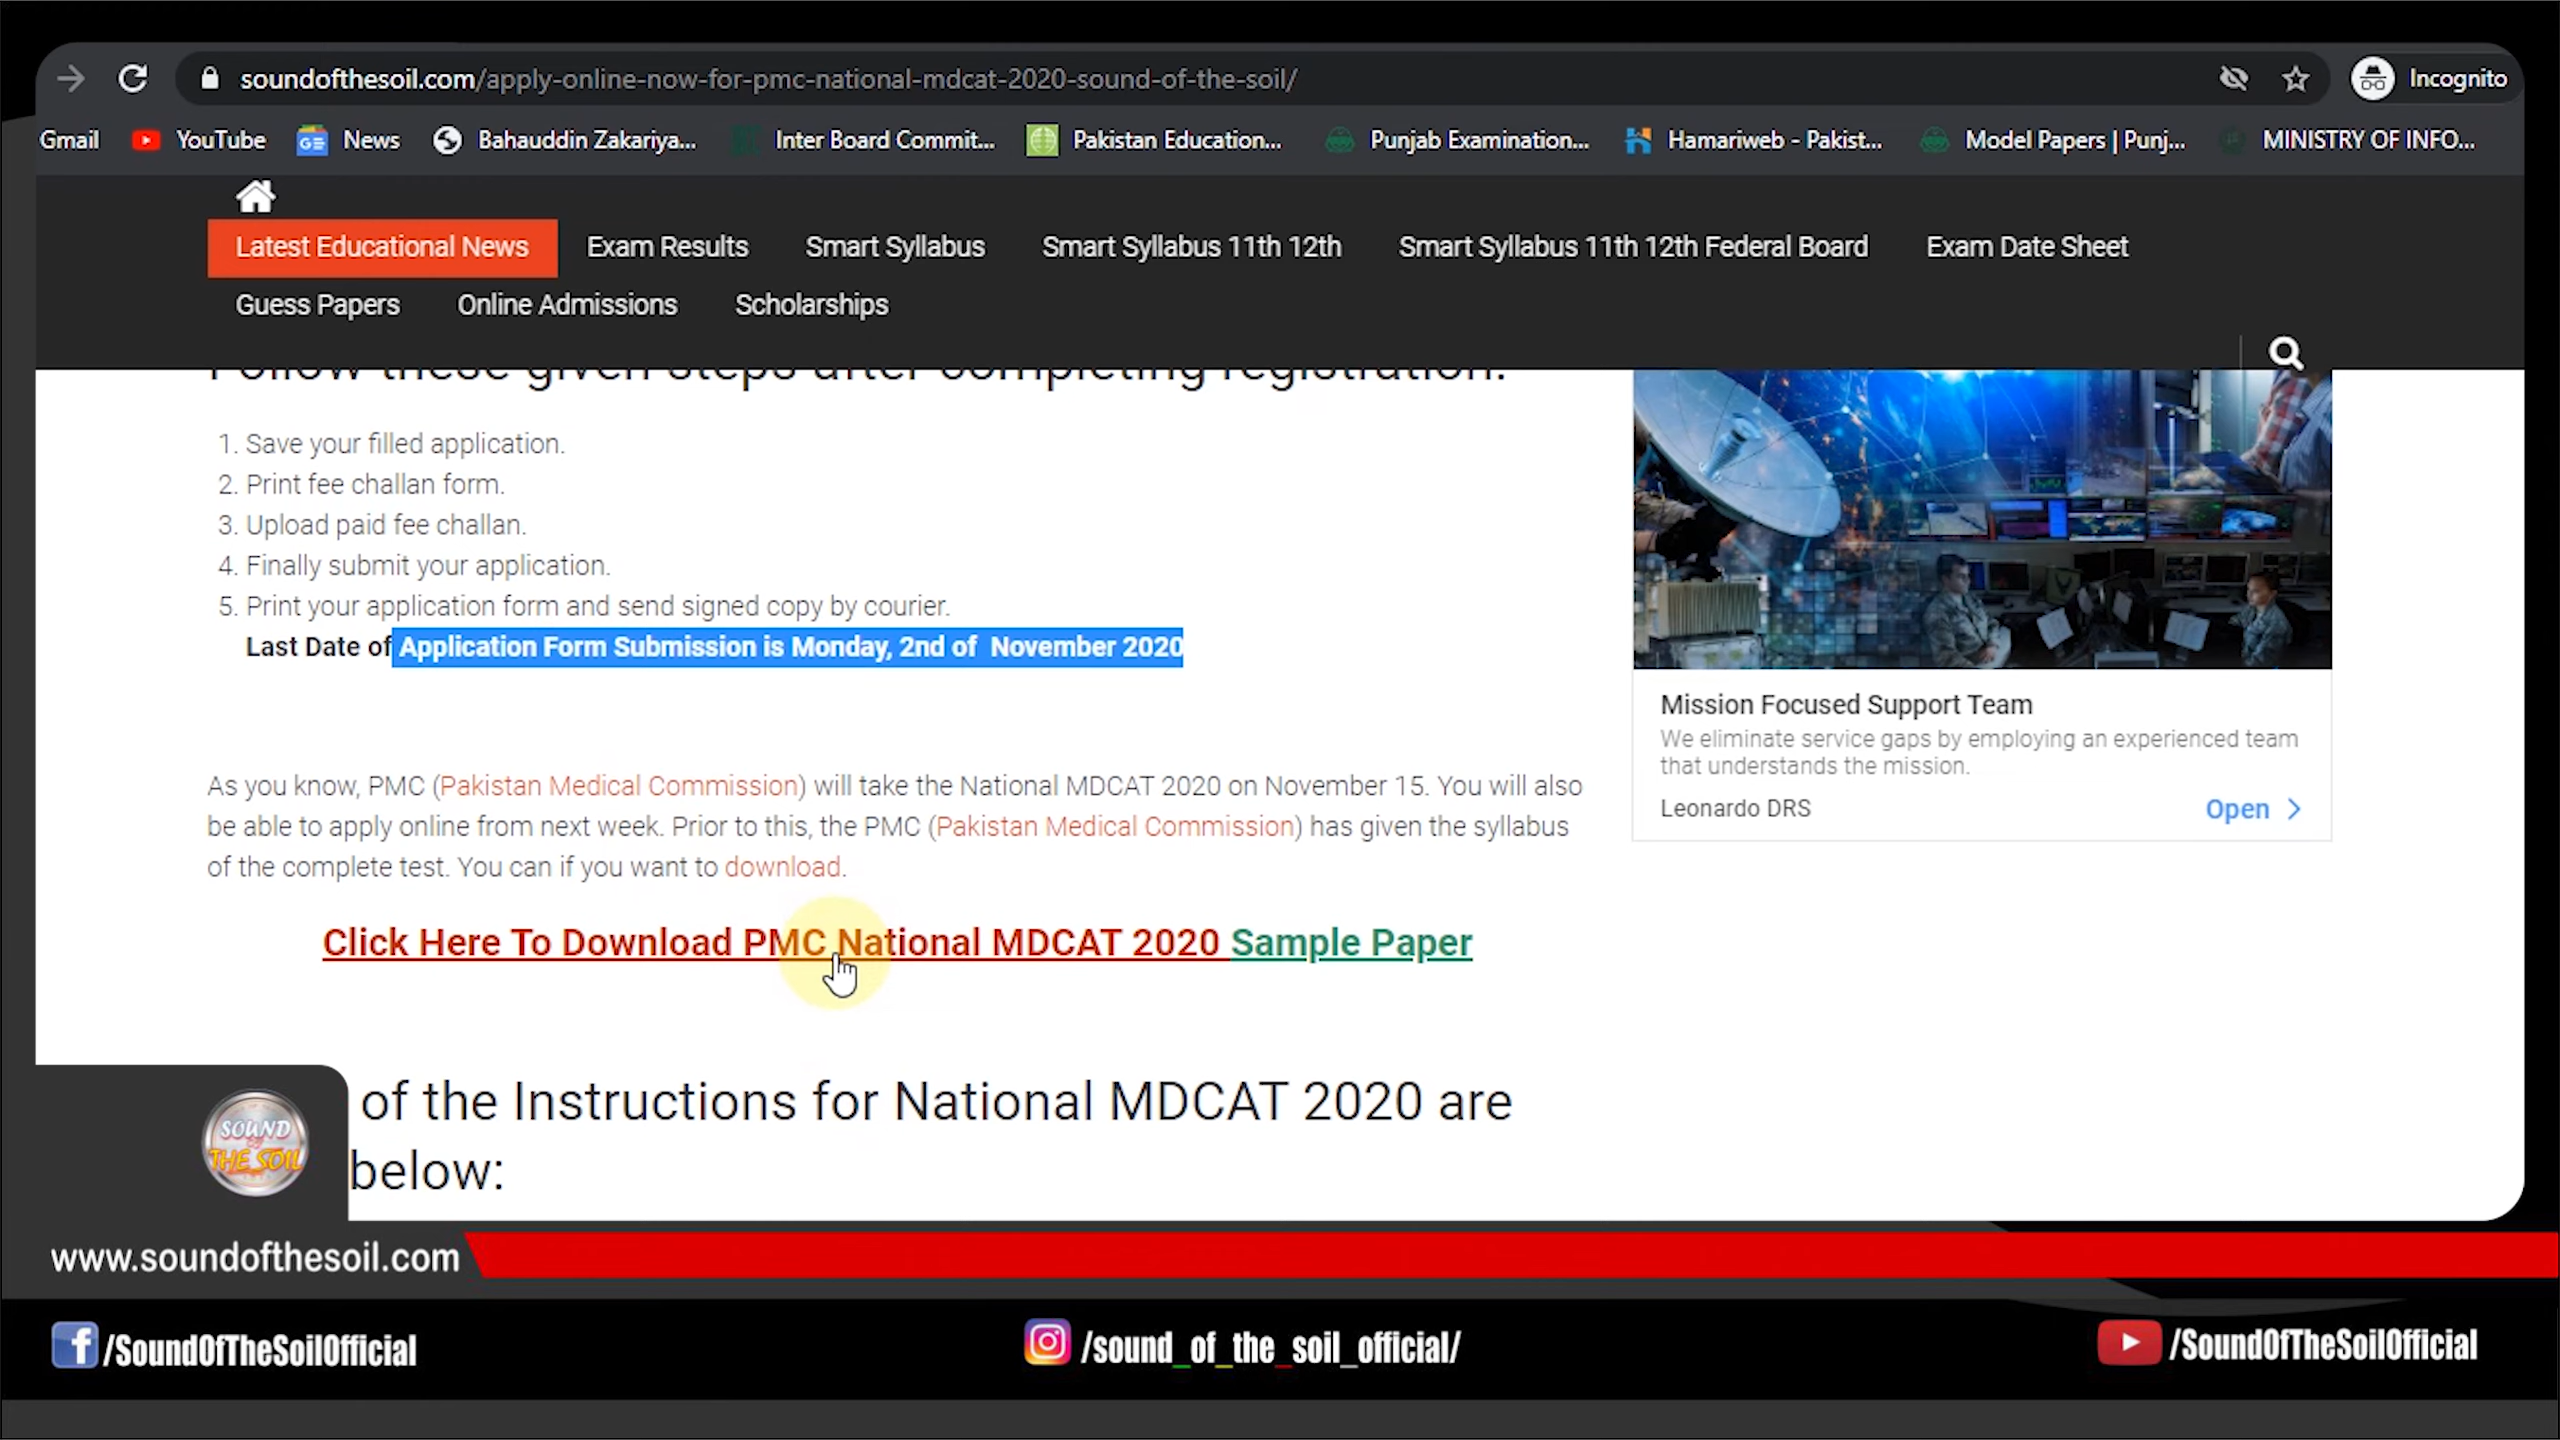 soundofthesoil.com/apply-online-now-for-pmc-national-mdcat-2020-sound-of-the-soil/
Incognito
Gmail YouTube News Bahauddin Zakariya... Inter Board Commit... Pakistan Education... Punjab Examination... Hamariweb - Pakist... Model Papers | Punj... MINISTRY OF INFO...
Latest Educational News Exam Results Smart Syllabus Smart Syllabus 11th 12th Smart Syllabus 11th 12th Federal Board Exam Date Sheet
Guess Papers Online Admissions Scholarships
Follow these given steps after completing registration:
1. Save your filled application.
2. Print fee challan form.
3. Upload paid fee challan.
4. Finally submit your application.
5. Print your application form and send signed copy by courier.
Last Date of Application Form Submission is Monday, 2nd of November 2020
Mission Focused Support Team
We eliminate service gaps by employing an experienced team
that understands the mission.
Leonardo DRS Open
As you know, PMC (Pakistan Medical Commission) will take the National MDCAT 2020 on November 15. You will also
be able to apply online from next week. Prior to this, the PMC (Pakistan Medical Commission) has given the syllabus
of the complete test. You can if you want to download.
Click Here To Download PMC National MDCAT 2020 Sample Paper
of the Instructions for National MDCAT 2020 are
below:
SOUND
OF
THE SOIL
www.soundofthesoil.com
/SoundOfTheSoilOfficial
/sound_of_the_soil_official/
/SoundOfTheSoilOfficial